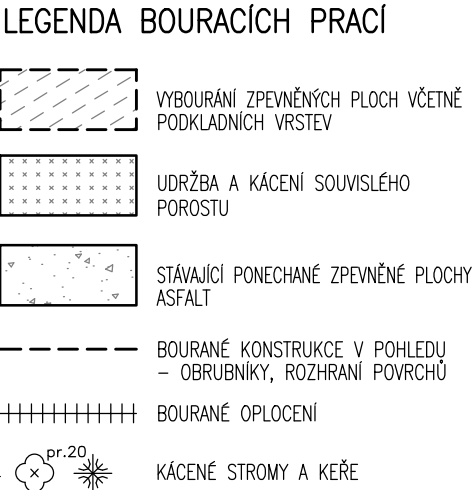 LEGENDA BOURACÍCH PRACÍ
VYBOURÁNÍ ZPEVNĚNÝCH PLOCH VČETNĚ
PODKLADNÍCH VRSTEV
UDRŽBA A KÁCENÍ SOUVISLÉHO
POROSTU
STÁVAJÍCÍ PONECHANÉ ZPEVNĚNÉ PLOCHY
ASFALT
BOURANÉ KONSTRUKCE V POHLEDU
– OBRUBNÍKY, ROZHRANÍ POVRCHŮ
BOURANÉ OPLOCENÍ
pr.20
KÁCENÉ STROMY A KEŘE